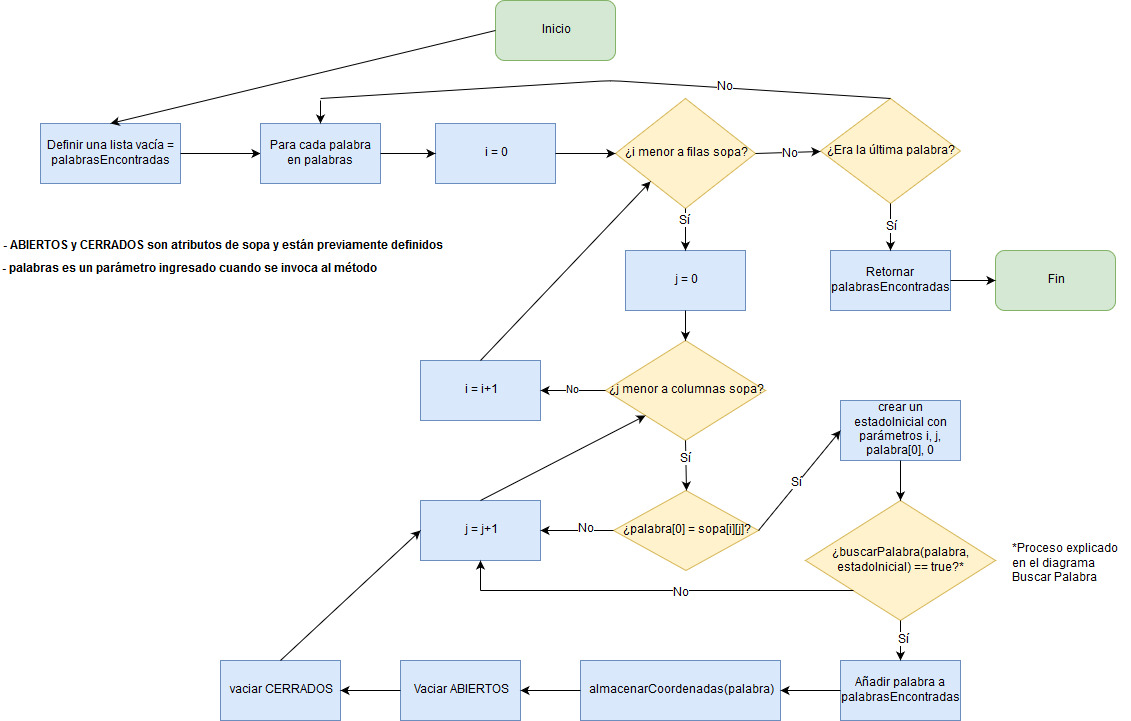 Inicio
No
Definir una lista vacía =
palabrasEncontradas
Para cada palabra
en palabras
i = 0
¿i menor a filas sopa?
No
¿Era la última palabra?
Sí
Sí
- ABIERTOS y CERRADOS son atributos de sopa y están previamente definidos
- palabras es un parámetro ingresado cuando se invoca al método
j = 0
Retornar
palabrasEncontradas
Fin
i = i+1
No
¿j menor a columnas sopa?
crear un
estadoInicial con
parámetros i, j,
palabra[0], 0
Sí
Sí
j = j+1
No
¿palabra[0] = sopa[i][j]?
¿buscarPalabra(palabra,
estadoInicial) == true?*
*Proceso explicado
en el diagrama
Buscar Palabra
No
Sí
vaciar CERRADOS
Vaciar ABIERTOS
almacenarCoordenadas(palabra)
Añadir palabra a
palabrasEncontradas